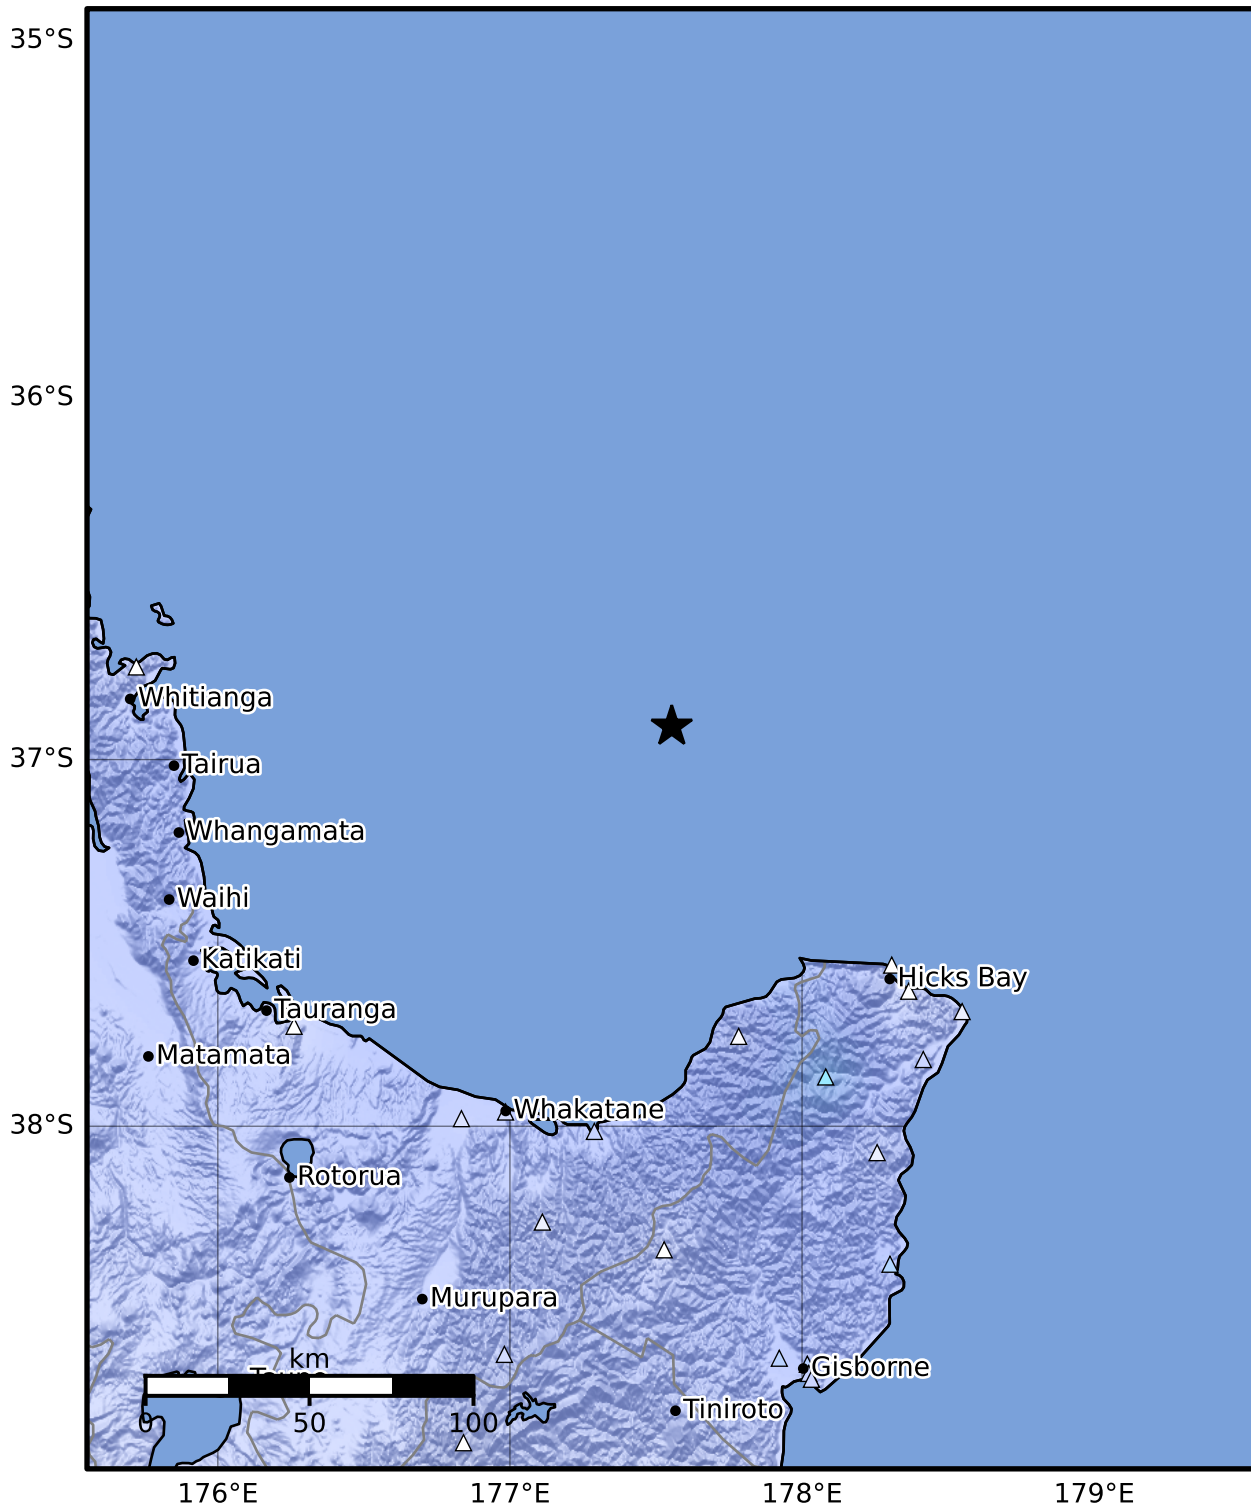 35°S
36°S
Whitianga
37°S
Tairua
Whangamata
Waihi
Katikati
Hicks Bay
Tauranga
Matamata
Whakatane
38°S
Rotorua
Murupara
km
Gisborne
Taupo
Tiniroto
0 50 100
176°E 177°E 178°E 179°E